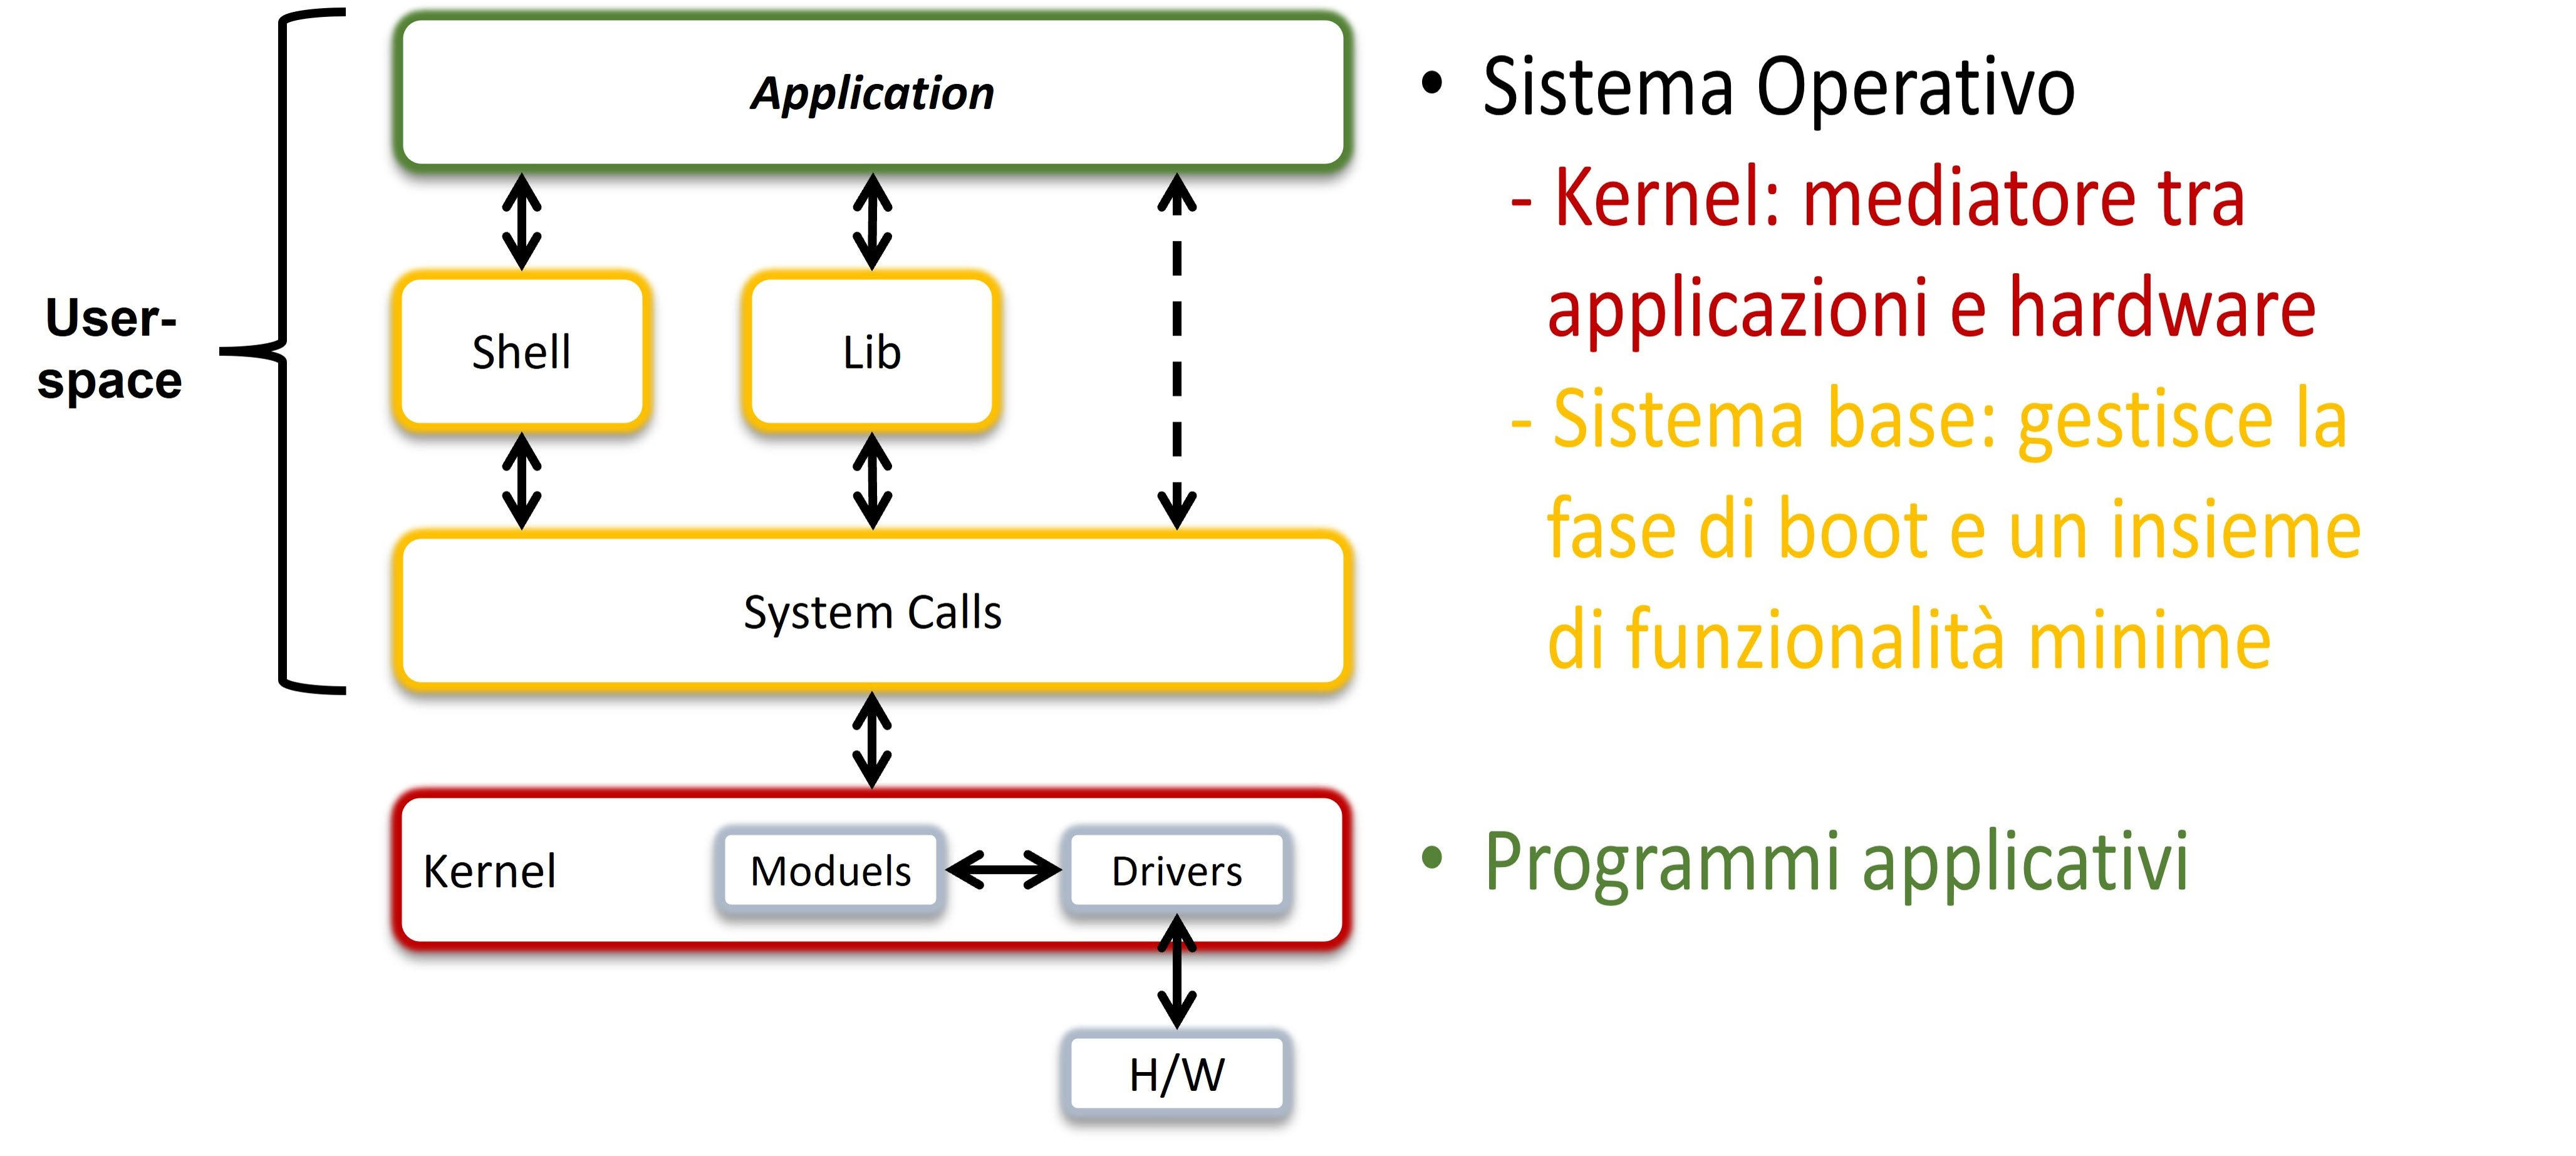 Application
User-
space
Shell
Lib
System Calls
Kernel
Moduels
Drivers
H/W
• Sistema Operativo
- Kernel: mediatore tra
applicazioni e hardware
- Sistema base: gestisce la
fase di boot e un insieme
di funzionalità minime
• Programmi applicativi